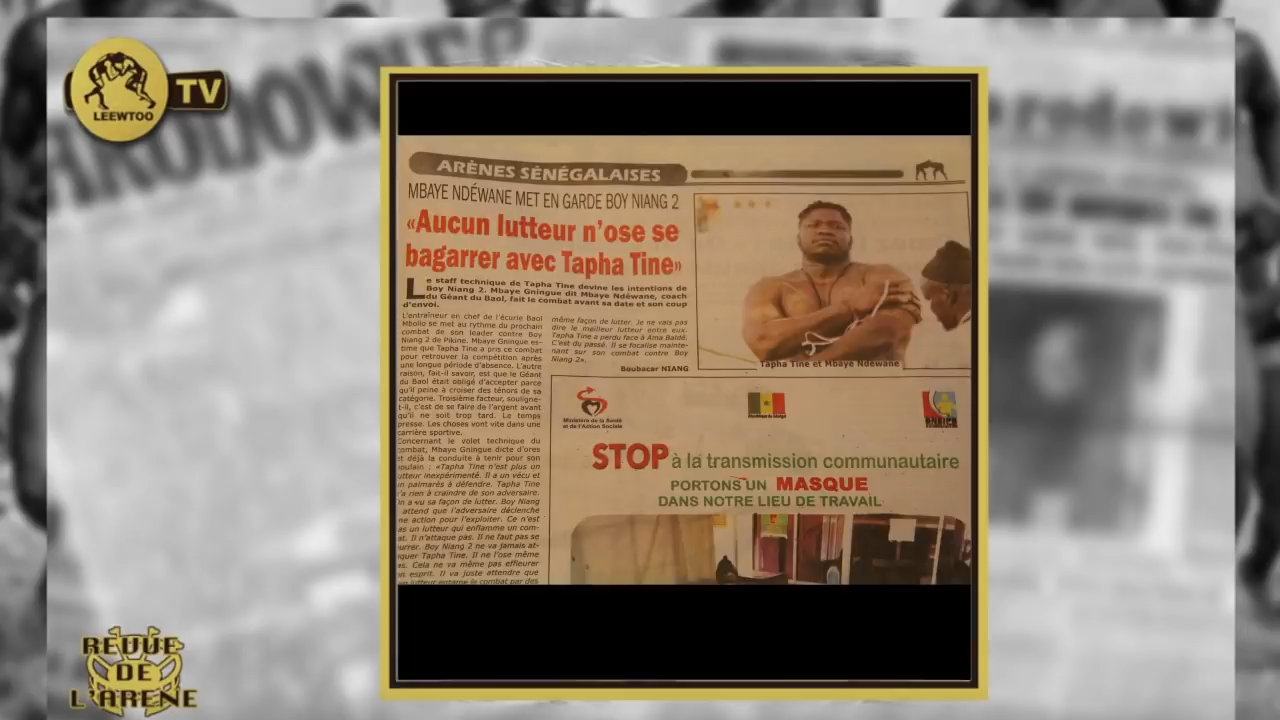 LEEWTOO
TV
ARÈNES SÉNÉGALAISES
MBAYE NDÉWANE MET EN GARDE BOY NIANG 2
«Aucun lutteur n'ose se
bagarrer avec Tapha Tine»
Le staff technique de Tapha Tine devine les intentions de
Boy Niang 2. Mbaye Gningue dit Mbaye Ndéwane, coach
du Géant du Baol, fait le combat avant sa date et son coup
d'envoi.
L'entraîneur en chef de l'écurie Baol
Mbollo se met au rythme du prochain
combat de son leader contre Boy
Niang 2 de Pikine. Mbaye Gningue es-
time que Tapha Tine a pris ce combat
pour retrouver la compétition après
une longue période d'absence. L'autre
raison, fait-il savoir, est que le Géant
du Baol était obligé d'accepter parce
qu'il peine à croiser des ténors de sa
catégorie. Troisième facteur, souligne-
t-il, c'est de se faire de l'argent avant
qu'il ne soit trop tard. Le temps
presse. Les choses vont vite dans une
carrière sportive.
Concernant le volet technique du
combat, Mbaye Gningue dicte d'ores
et déjà la conduite à tenir pour son
poulain : «Tapha Tine n'est plus un
lutteur inexpérimenté. Il a un vécu et
un palmarès à défendre. Tapha Tine
n'a rien à craindre de son adversaire.
On a vu sa façon de lutter. Boy Niang
attend que l'adversaire déclenche
une action pour l'exploiter. Ce n'est
pas un lutteur qui enflamme un com-
bat. Il n'attaque pas. Il ne faut pas se
leurrer. Boy Niang 2 ne va jamais at-
taquer Tapha Tine. Il ne l'ose même
pas. Cela ne va même pas effleurer
son esprit. Il va juste attendre que
son lutteur entame le combat par des
même façon de lutter. Je ne vais pas
dire le meilleur lutteur entre eux.
Tapha Tine a perdu face à Ama Baldé.
C'est du passé. Il se focalise mainte-
nant sur son combat contre Boy
Niang 2».
Boubacar NIANG
Tapha Tine et Mbaye Ndéwane
Ministère de la Santé
et de l'Action Sociale
STOP à la transmission communautaire
PORTONS UN MASQUE
DANS NOTRE LIEU DE TRAVAIL
REVUE
DE
L'ARENE